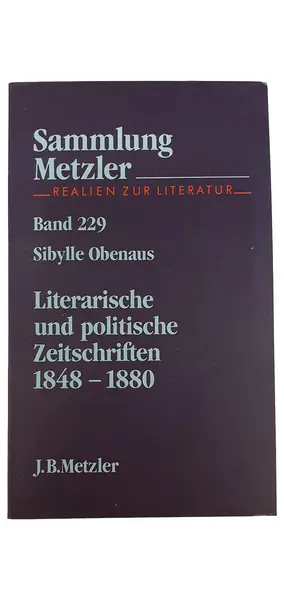 Sammlung
Metzler
REALIEN ZUR LITERATUR
Band 229
Sibylle Obenaus
Literarische
und politische
Zeitschriften
1848 – 1880
J.B.Metzler